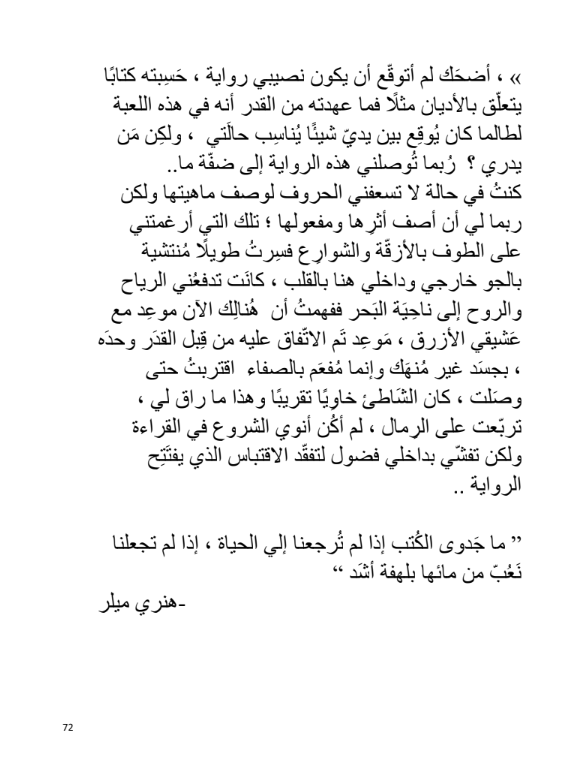 » ، أضحَك لم أتوقّع أن يكون نصيبي رواية ، حَسِبته كتابًا
يتعلّق بالأديان مثلًا فما عهدته من القدر أنه في هذه اللعبة
لطالما كان يُوقِع بين يديّ شيئًا يُناسِب حالَتي ، ولكِن مَن
يدري ؟ رُبما تُوصلني هذه الرواية إلى ضفّة ما..
كنتُ في حالة لا تسعفني الحروف لوصف ماهيتها ولكن
ربما لي أن أصف أثرِها ومفعولها ؛ تلك التي أرغمتني
على الطوف بالأزقّة والشوارِع فسِرتُ طويلًا مُنتشية
بالجو خارجي وداخلي هنا بالقلب ، كانَت تدفعُني الرياح
والروح إلى ناحِيَة البَحر ففهمتُ أن هُنالِك الآن موعِد مع
عَشيقي الأزرق ، مَوعِد تَم الاتّفاق عليه من قِبل القدَر وحدَه
، بجسَد غير مُنهَك وإنما مُفعَم بالصفاء اقتربتُ حتى
وصَلت ، كان الشَاطئ خاوِيًا تقريبًا وهذا ما راق لي ،
تربّعت على الرِمال ، لم أكُن أنوي الشروع في القراءة
ولكن تفشّي بداخلي فضول لتفقّد الاقتباس الذي يفتَتِح
الرواية ..
” ما جَدوى الكُتب إذا لم تُرجعنا إلي الحياة ، إذا لم تجعلنا
نَعُبّ من مائها بلهفة أشَد “
-هنري ميلر
72